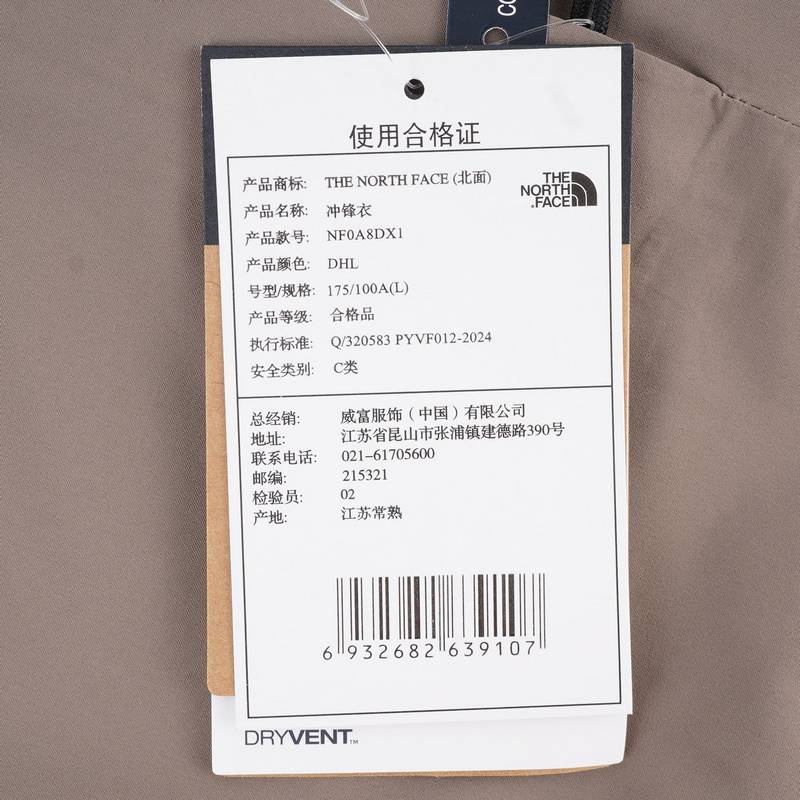 CO
使用合格证
产品商标: THE NORTH FACE (北面)
THE
NORTH
FACE
产品名称: 冲锋衣
产品款号: NF0A8DX1
产品颜色: DHL
号型/规格: 175/100A(L)
产品等级: 合格品
执行标准: Q/320583 PYVF012-2024
安全类别: C类
总经销: 威富服饰（中国）有限公司
地址: 江苏省昆山市张浦镇建德路390号
联系电话: 021-61705600
邮编: 215321
检验员: 02
产地: 江苏常熟
6 932682 639107
DRYVENT™